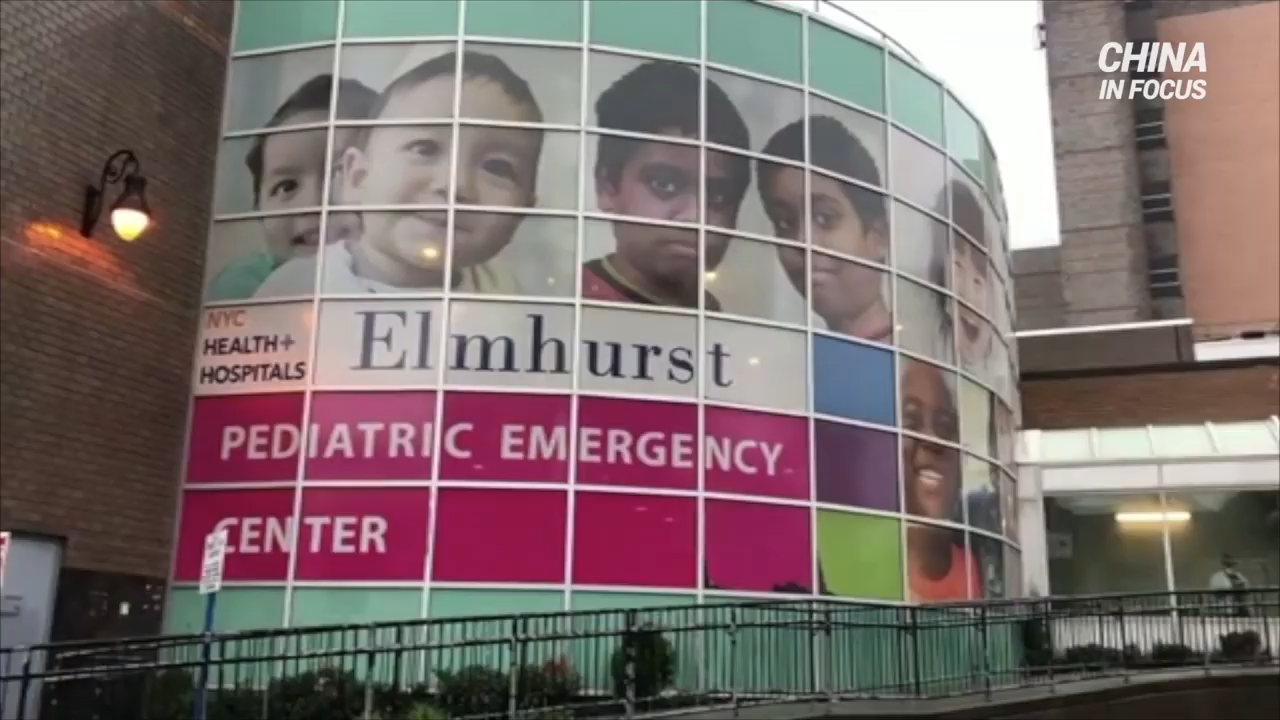 CHINA
IN FOCUS
NYC
HEALTH+
HOSPITALS
Elmhurst
PEDIATRIC EMERGENCY
CENTER